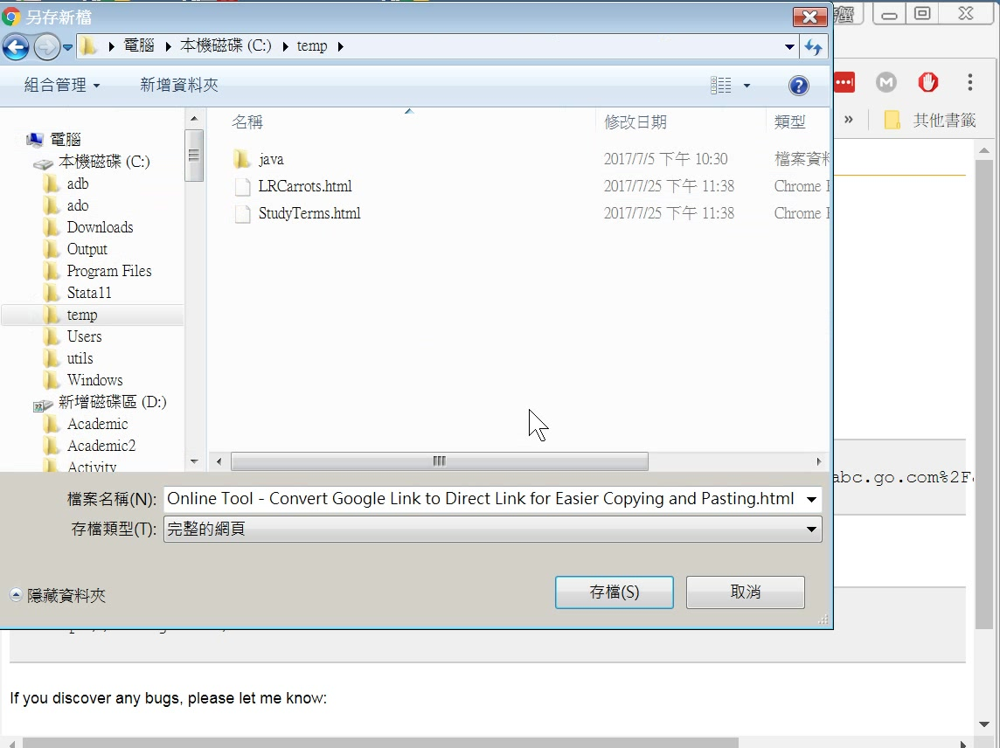 另存新檔
蟹
電腦 本機磁碟 (C:) temp
組合管理 新增資料夾
其他書籤
名稱 修改日期 類型
電腦
本機磁碟 (C:)
adb
ado
Downloads
Output
Program Files
Stata11
temp
Users
utils
Windows
新增磁碟區 (D:)
Academic
Academic2
Activity
java 2017/7/5 下午 10:30 檔案資料
LRCarrots.html 2017/7/25 下午 11:38 Chrome
StudyTerms.html 2017/7/25 下午 11:38 Chrome
abc.go.com%2F
檔案名稱(N): Online Tool - Convert Google Link to Direct Link for Easier Copying and Pasting.html
存檔類型(T): 完整的網頁
隱藏資料夾
存檔(S) 取消
If you discover any bugs, please let me know: